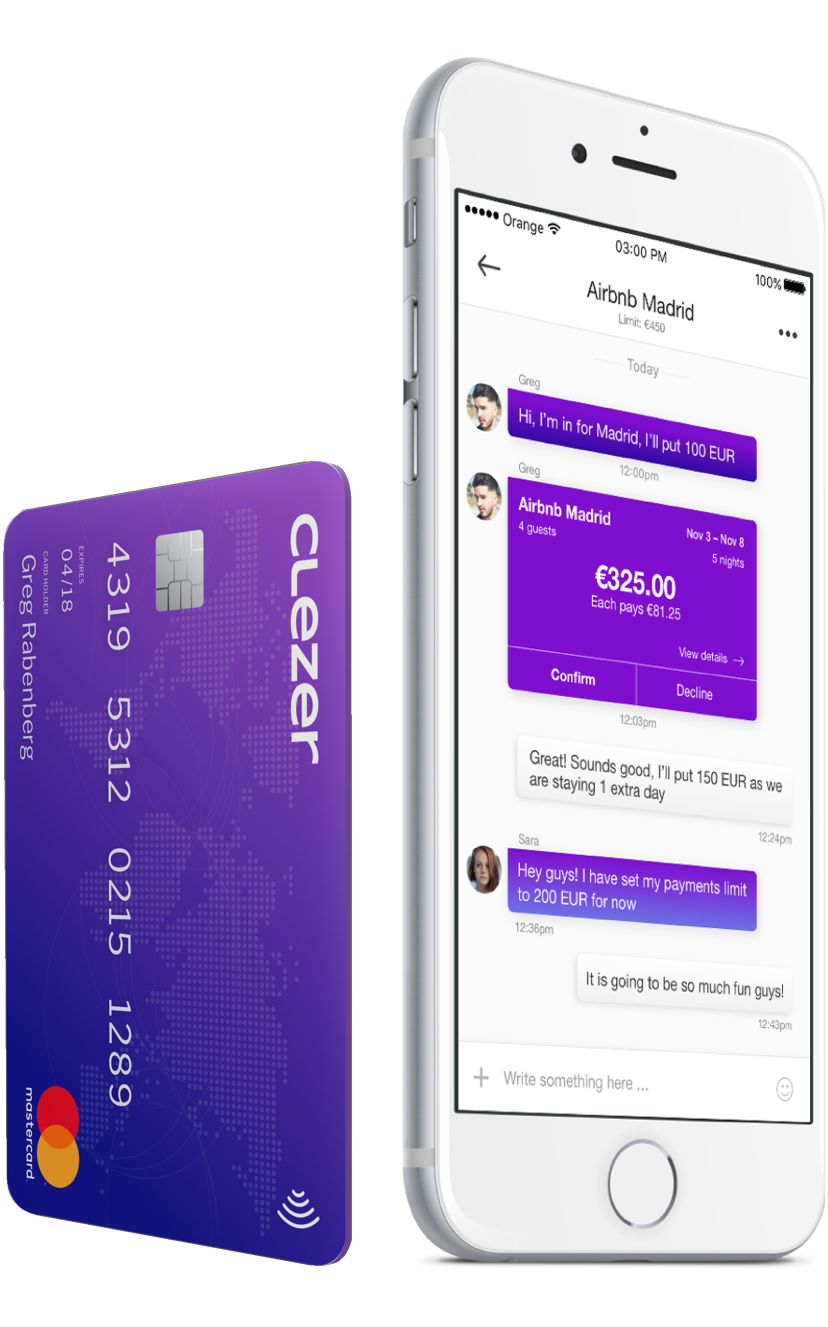 CLEZER
4319 5312 0215 1289
EXPIRES
04/18
CARD HOLDER
Greg Rabenberg
mastercard.
Orange
03:00 PM
100%
Airbnb Madrid
Limit: €450
Today
Greg
Hi, I'm in for Madrid, I'll put 100 EUR
12:00pm
Greg
Airbnb Madrid
Nov 3 – Nov 8
4 guests
5 nights
€325.00
Each pays €81.25
View details →
Confirm
Decline
12:03pm
Great! Sounds good, I'll put 150 EUR as we
are staying 1 extra day
12:24pm
Sara
Hey guys! I have set my payments limit
to 200 EUR for now
12:36pm
It is going to be so much fun guys!
12:43pm
Write something here ...